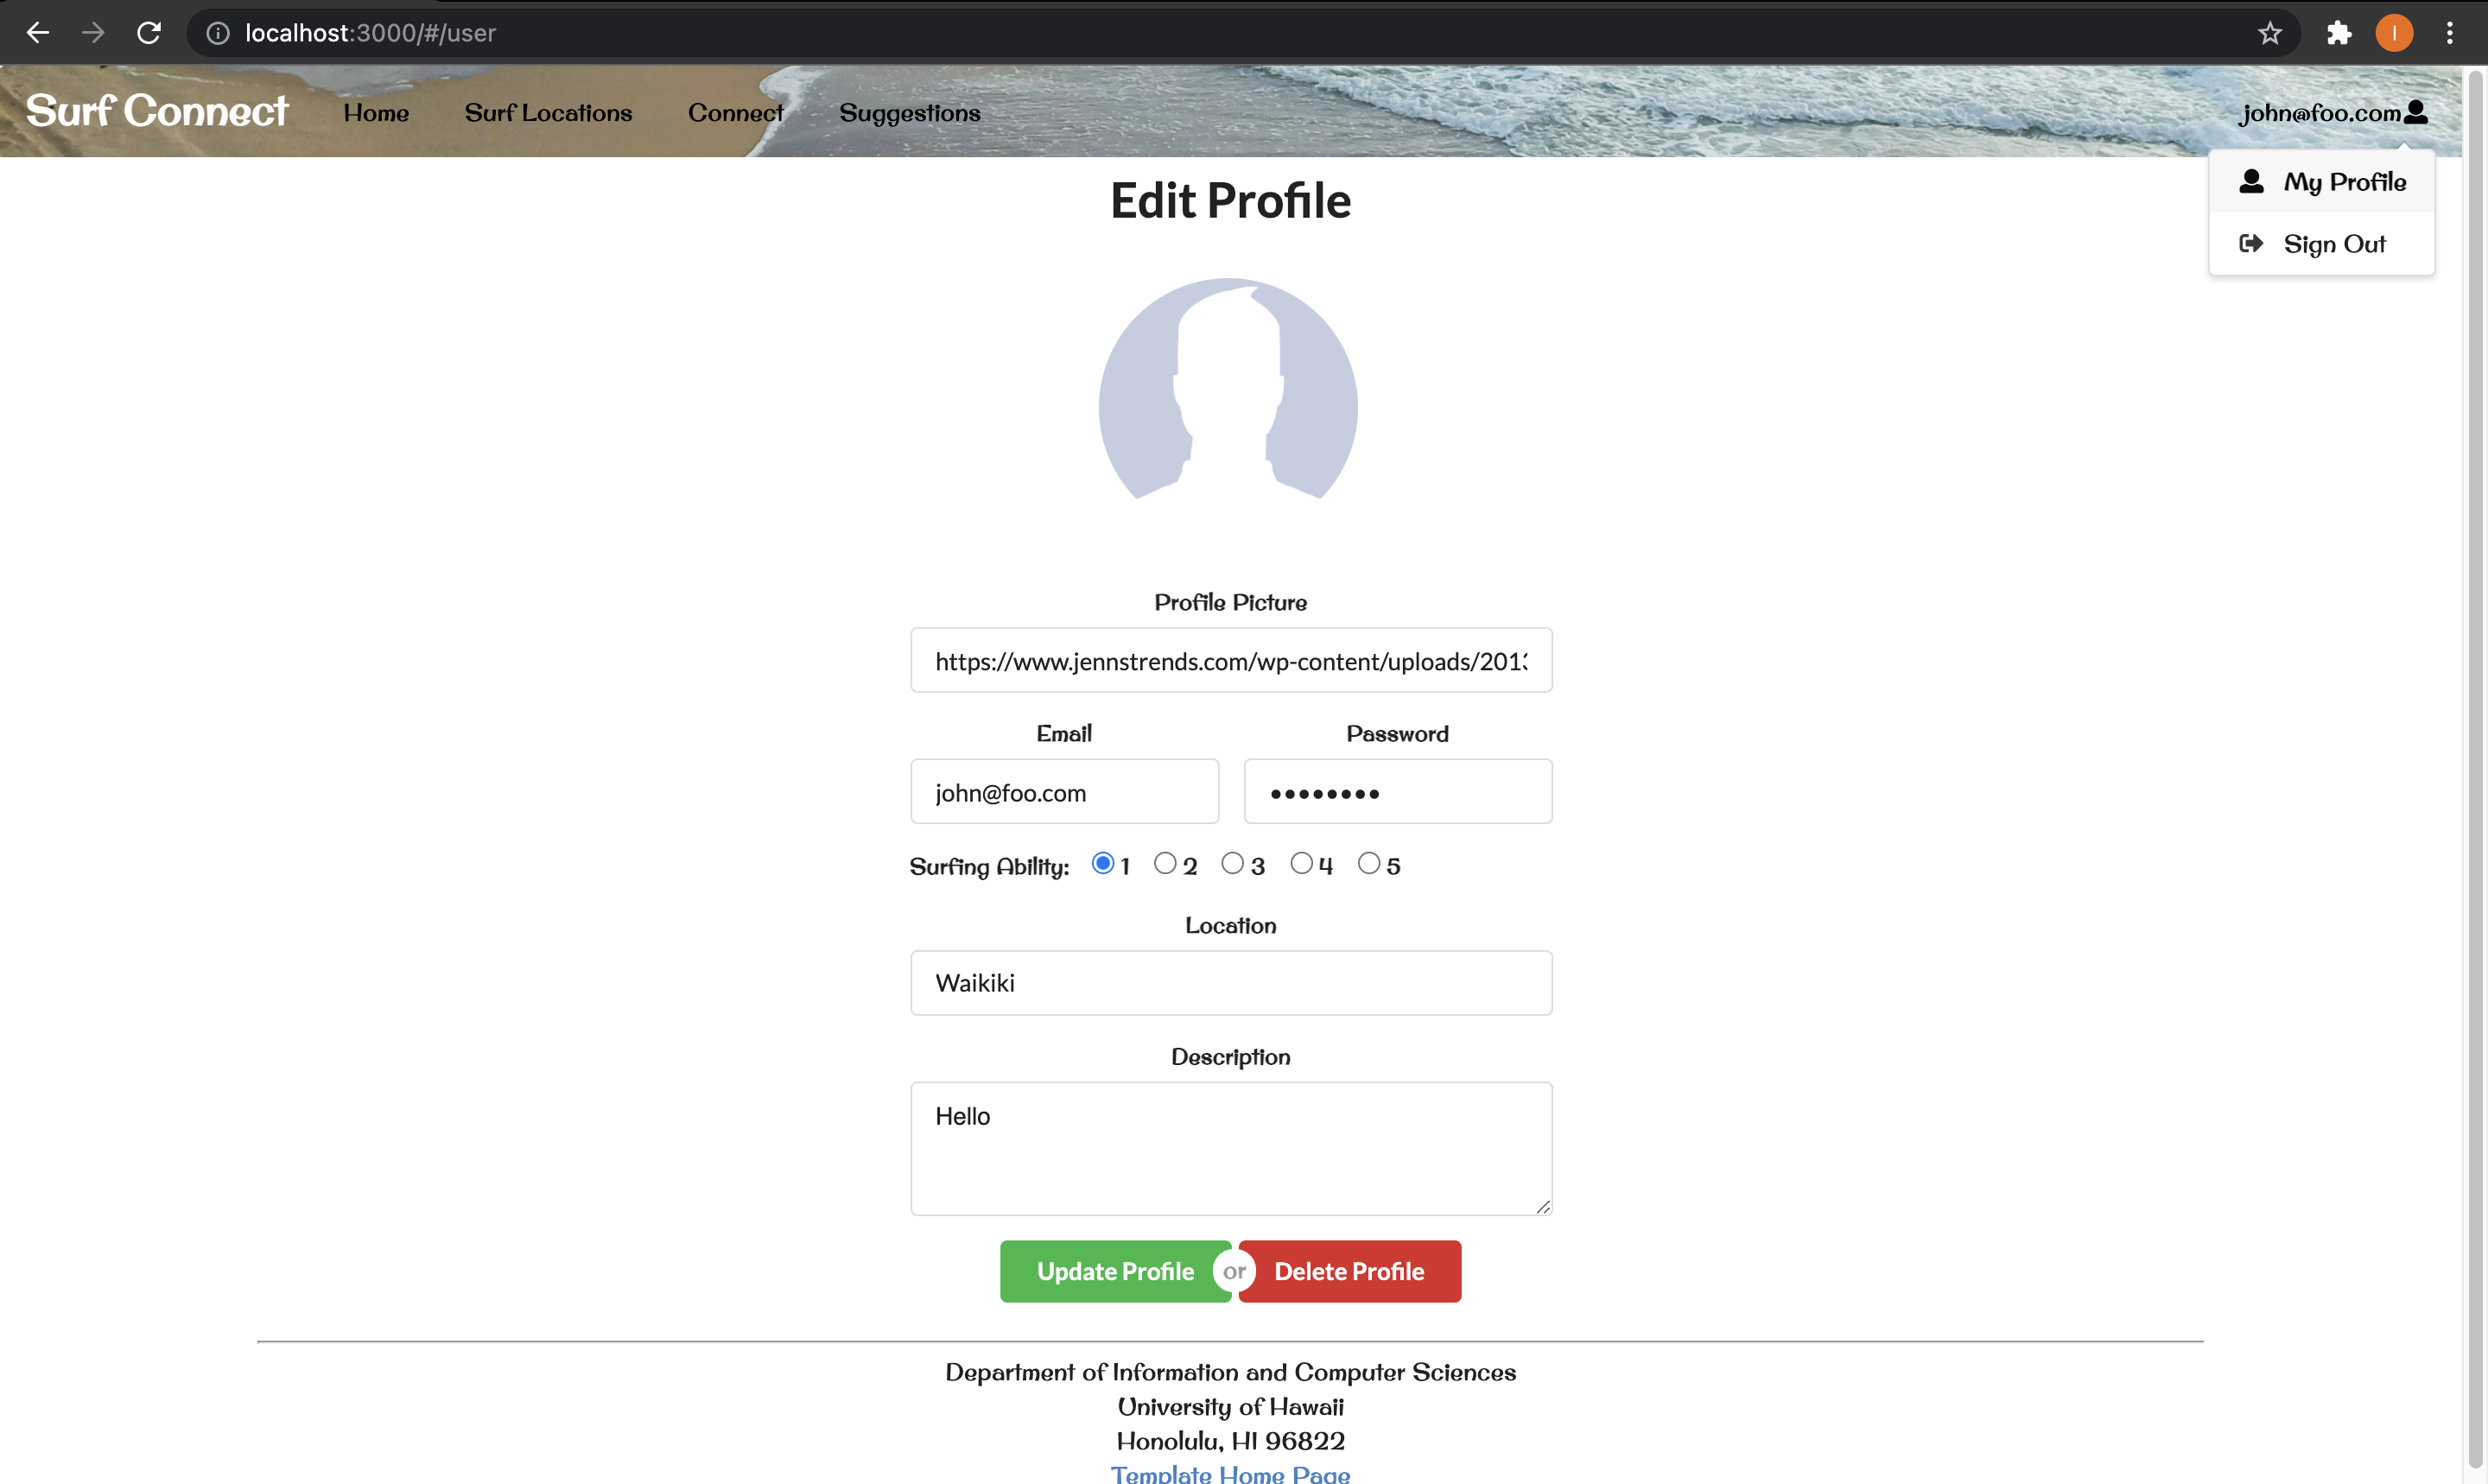 localhost:3000/#/user
I
Surf Connect Home Surf Locations Connect Suggestions john@foo.com
My Profile
Sign Out
Edit Profile
Profile Picture
https://www.jennstrends.com/wp-content/uploads/201
Email Password
john@foo.com ••••••••
Surfing Ability: 1 2 3 4 5
Location
Waikiki
Description
Hello
Update Profile or Delete Profile
Department of Information and Computer Sciences
University of Hawaii
Honolulu, HI 96822
Template Home Page